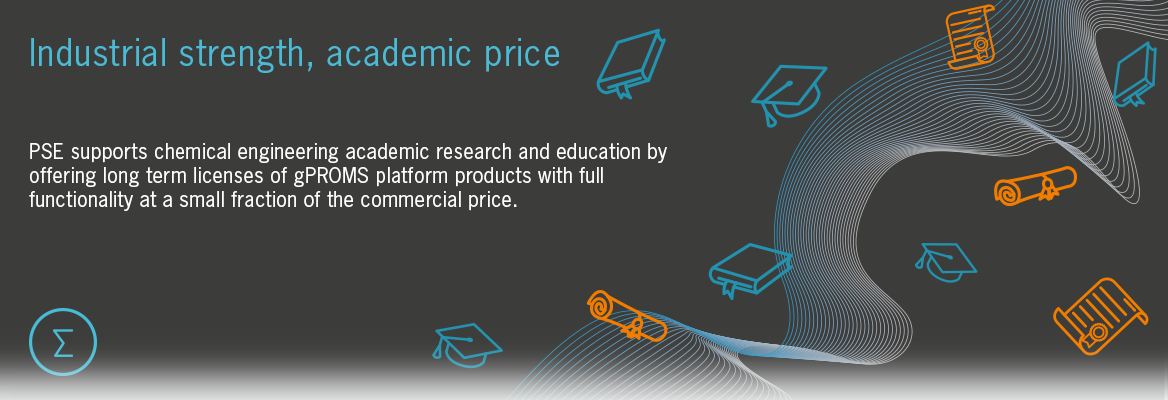 Industrial strength, academic price
PSE supports chemical engineering academic research and education by
offering long term licenses of gPROMS platform products with full
functionality at a small fraction of the commercial price.
Σ